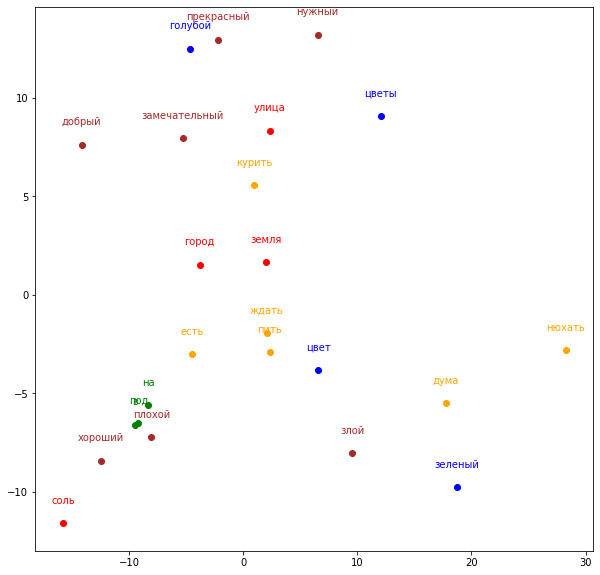 прекрасный
нужный
голубой
цветы
улица
замечательный
добрый
курить
город
земля
ждать
есть
пить
нюхать
цвет
на
дума
в
под
плохой
хороший
злой
зеленый
соль
10
5
0
−5
−10
−10
0
10
20
30